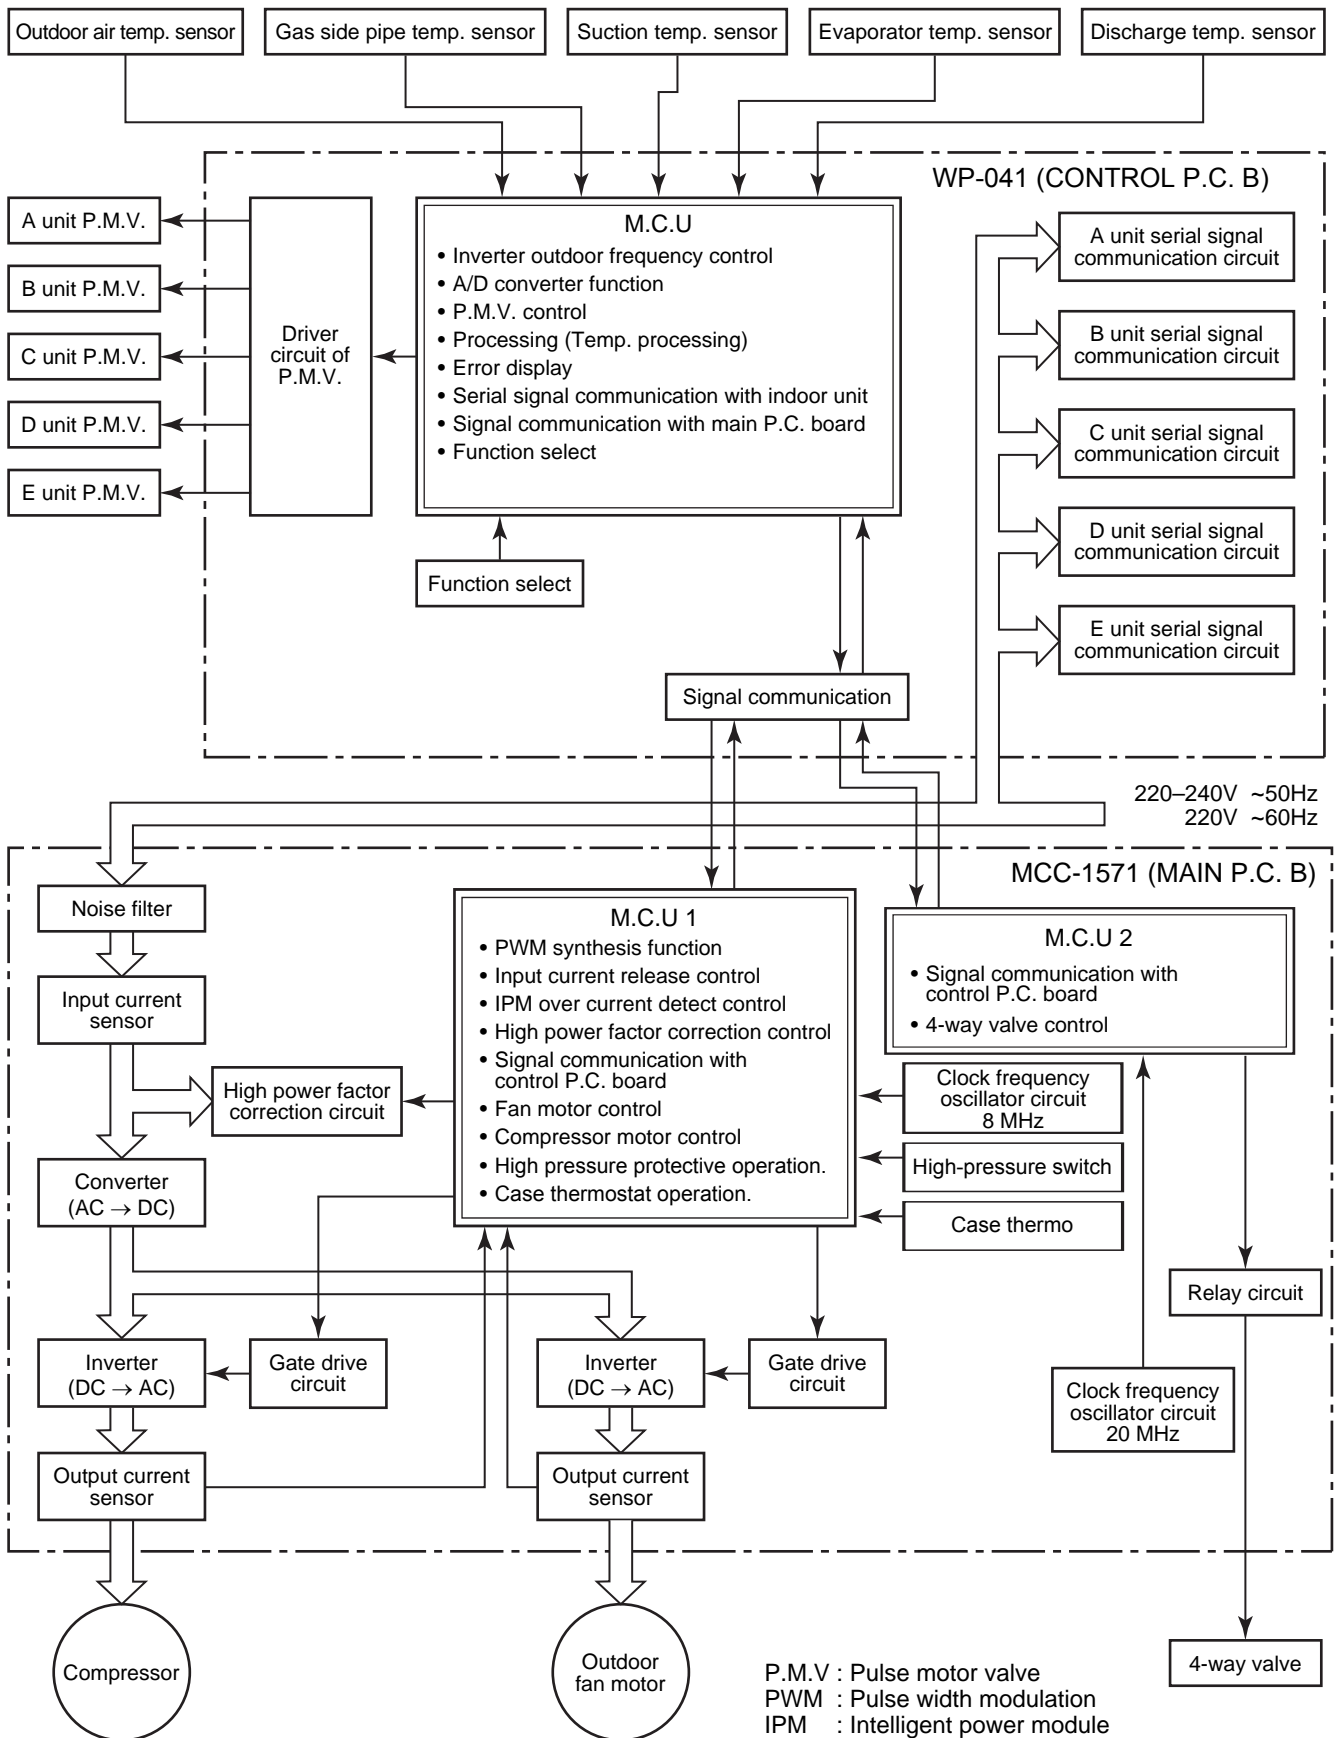 Outdoor air temp. sensor
Gas side pipe temp. sensor
Suction temp. sensor
Evaporator temp. sensor
Discharge temp. sensor
WP-041 (CONTROL P.C. B)
A unit P.M.V.
B unit P.M.V.
C unit P.M.V.
D unit P.M.V.
E unit P.M.V.
Driver
circuit of
P.M.V.
M.C.U
• Inverter outdoor frequency control
• A/D converter function
• P.M.V. control
• Processing (Temp. processing)
• Error display
• Serial signal communication with indoor unit
• Signal communication with main P.C. board
• Function select
Function select
A unit serial signal
communication circuit
B unit serial signal
communication circuit
C unit serial signal
communication circuit
D unit serial signal
communication circuit
E unit serial signal
communication circuit
Signal communication
220–240V ~50Hz
220V ~60Hz
MCC-1571 (MAIN P.C. B)
Noise filter
Input current
sensor
High power factor
correction circuit
Converter
(AC → DC)
M.C.U 1
• PWM synthesis function
• Input current release control
• IPM over current detect control
• High power factor correction control
• Signal communication with
control P.C. board
• Fan motor control
• Compressor motor control
• High pressure protective operation.
• Case thermostat operation.
M.C.U 2
• Signal communication with
control P.C. board
• 4-way valve control
Clock frequency
oscillator circuit
8 MHz
High-pressure switch
Case thermo
Relay circuit
Inverter
(DC → AC)
Gate drive
circuit
Inverter
(DC → AC)
Gate drive
circuit
Clock frequency
oscillator circuit
20 MHz
Output current
sensor
Output current
sensor
Compressor
Outdoor
fan motor
4-way valve
P.M.V : Pulse motor valve
PWM : Pulse width modulation
IPM : Intelligent power module